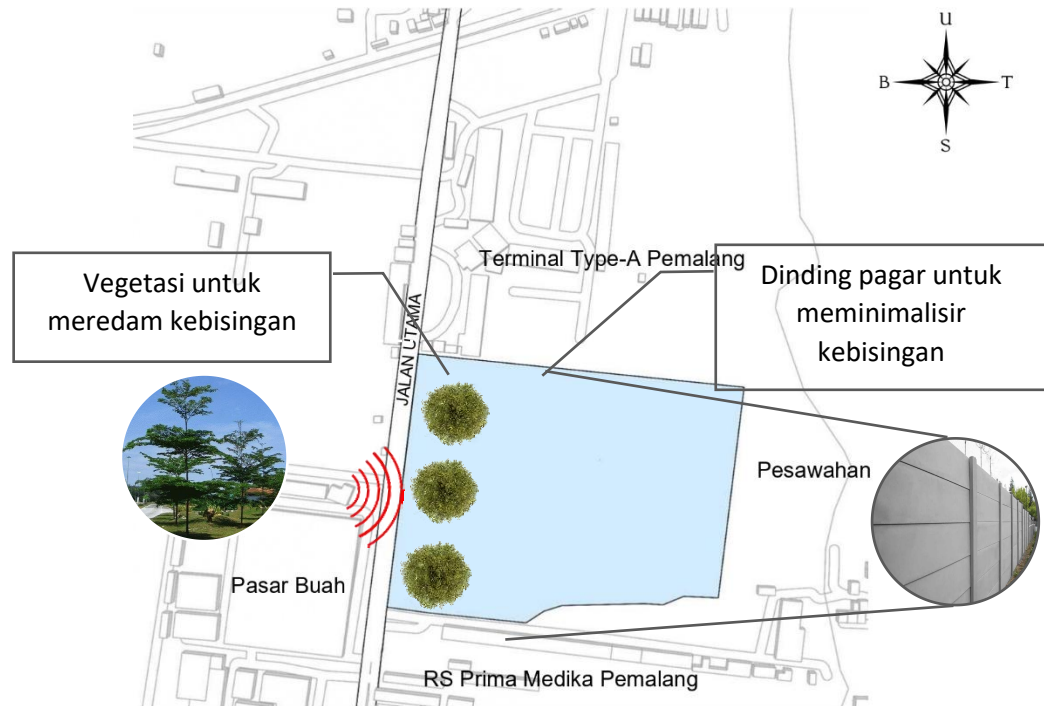 U
B
T
S
Terminal Type-A Pemalang
Vegetasi untuk
meredam kebisingan
Dinding pagar untuk
meminimalisir
kebisingan
JALAN UTAMA
Pesawahan
Pasar Buah
RS Prima Medika Pemalang